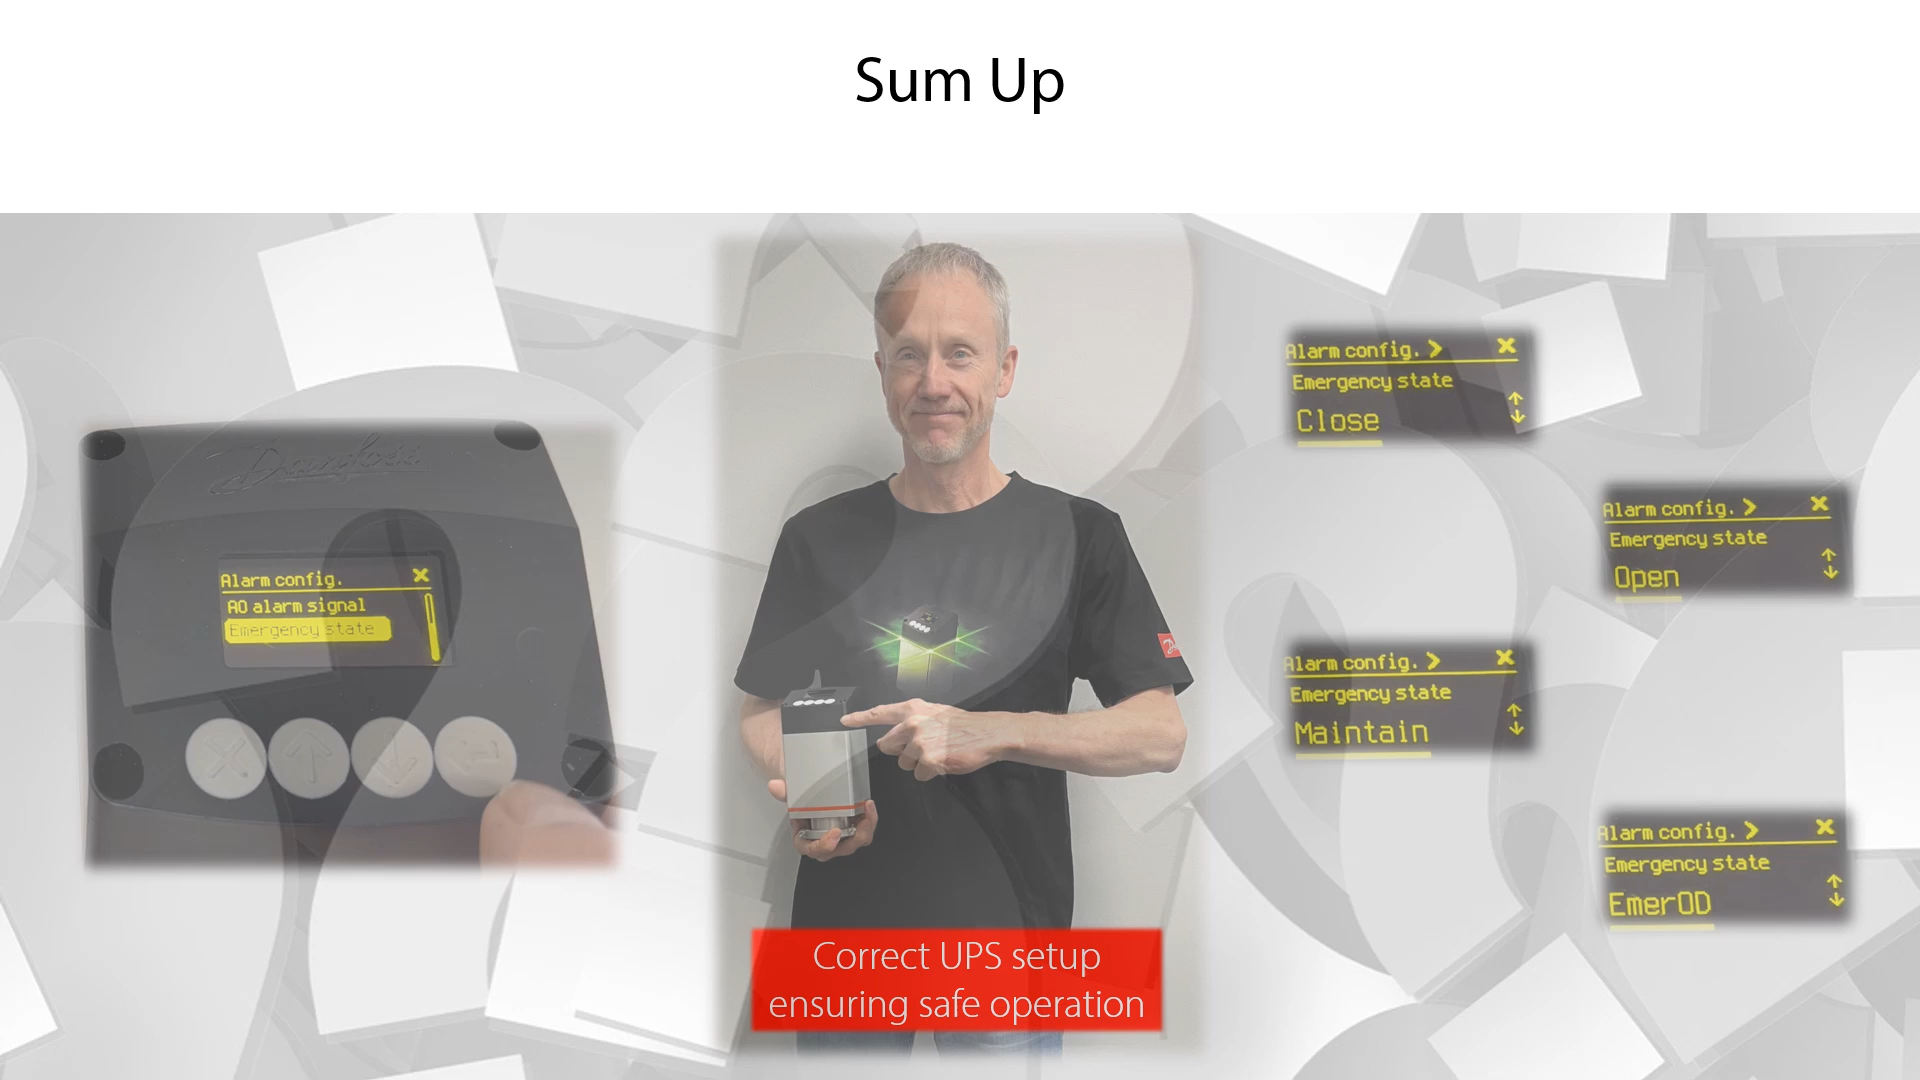 Sum Up
Danfoss
Alarm config.
AO alarm signal
Emergency state
Alarm config. >
Emergency state
Close
Alarm config. >
Emergency state
Open
Alarm config. >
Emergency state
Maintain
Alarm config. >
Emergency state
EmerOD
Correct UPS setup
ensuring safe operation